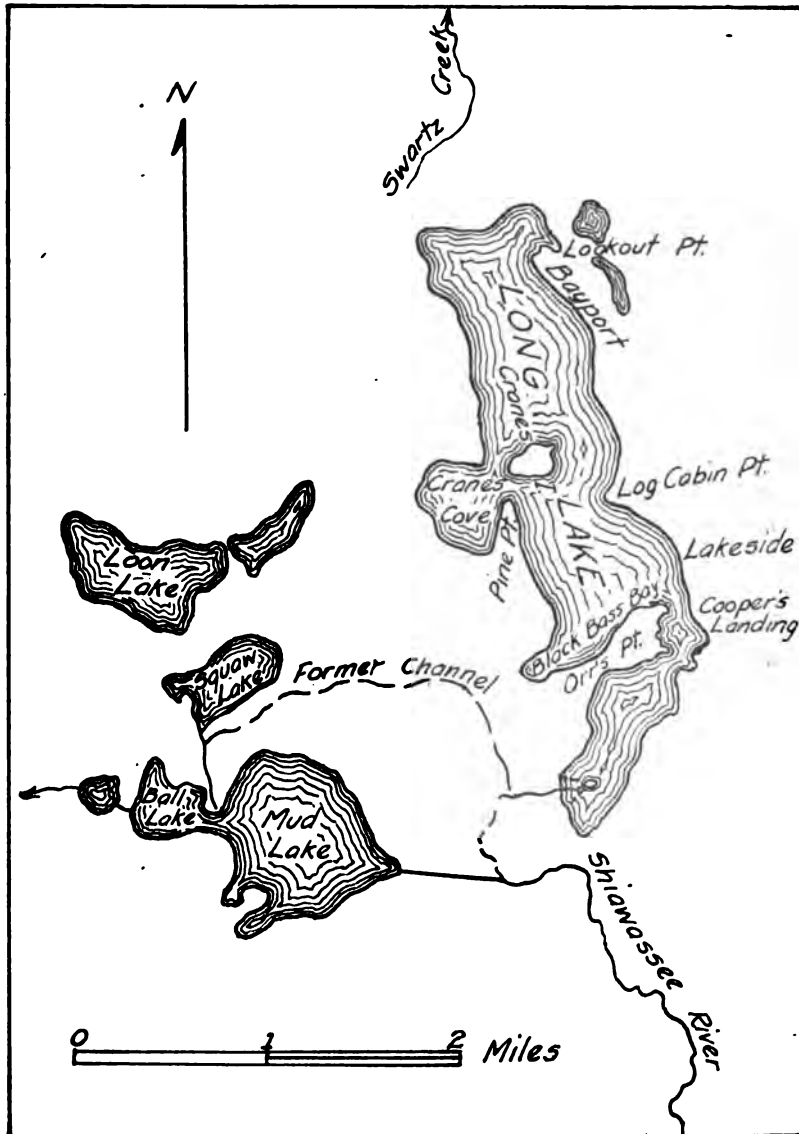 Swartz Creek
N
Lookout Pt.
Bayport
LONG LAKE
Cranes
Cranes
Cove
Log Cabin Pt.
Pine Pt.
Lakeside
Loon
Lake
Black Bass Bay
Cooper's
Landing
Orr's Pt.
Squaw
Lake
Former Channel
Ball
Lake
Mud
Lake
Shiawassee River
0 1 2 Miles